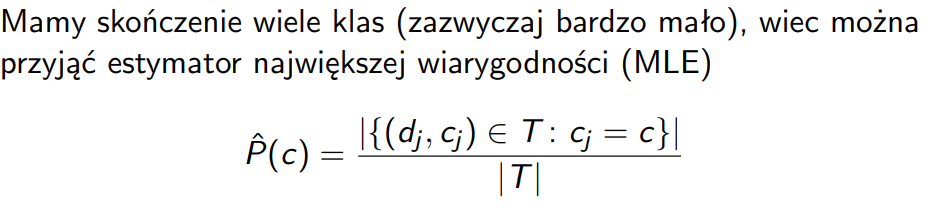 Mamy skończenie wiele klas (zazwyczaj bardzo mało), wiec można
przyjąć estymator największej wiarygodności (MLE)
P̂(c) = |{(dⱼ, cⱼ) ∈ T : cⱼ = c}| / |T|